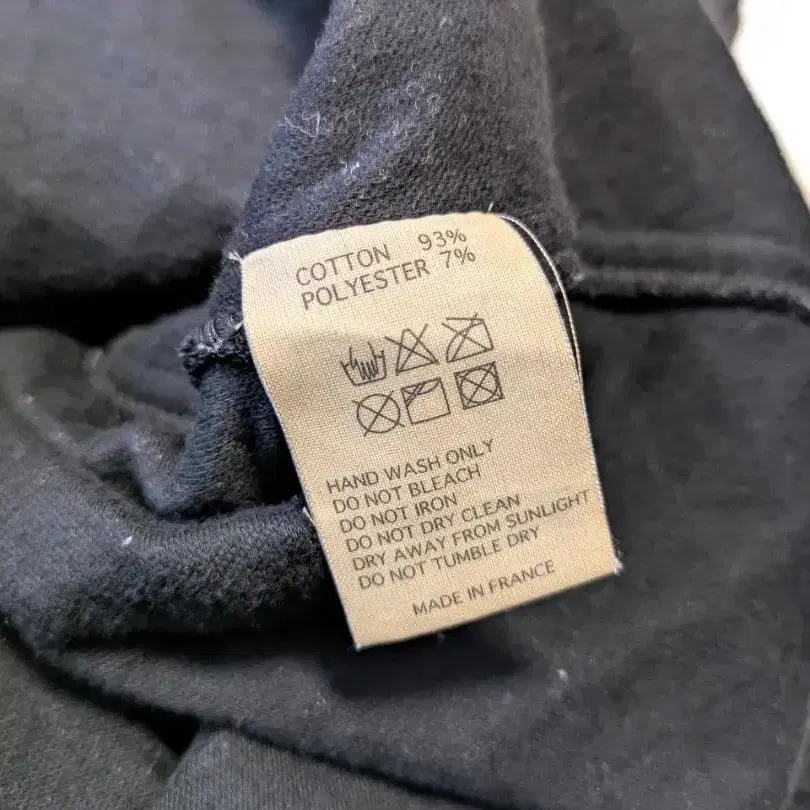 COTTON 93%
POLYESTER 7%
HAND WASH ONLY
DO NOT BLEACH
DO NOT IRON
DO NOT DRY CLEAN
DRY AWAY FROM SUNLIGHT
DO NOT TUMBLE DRY
MADE IN FRANCE